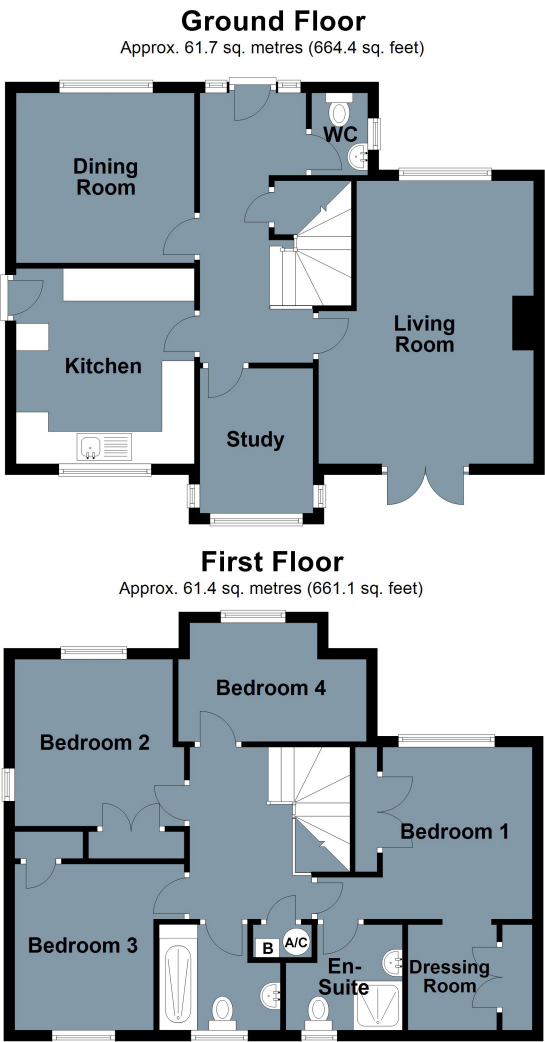 Ground Floor
Approx. 61.7 sq. metres (664.4 sq. feet)
WC
Dining
Room
Living
Room
Kitchen
Study
First Floor
Approx. 61.4 sq. metres (661.1 sq. feet)
Bedroom 4
Bedroom 2
Bedroom 1
Bedroom 3
B
A/C
En-
Suite
Dressing
Room